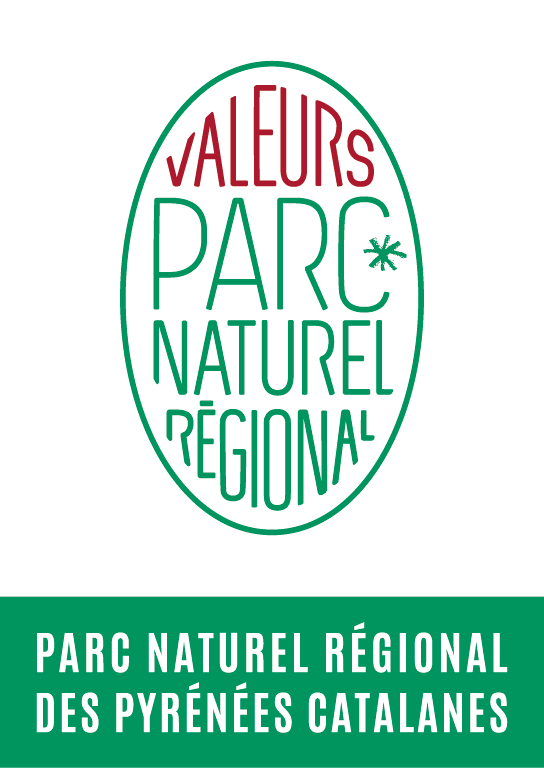 VALEURS
PARC*
NATUREL
RÉGIONAL
PARC NATUREL RÉGIONAL
DES PYRÉNÉES CATALANES